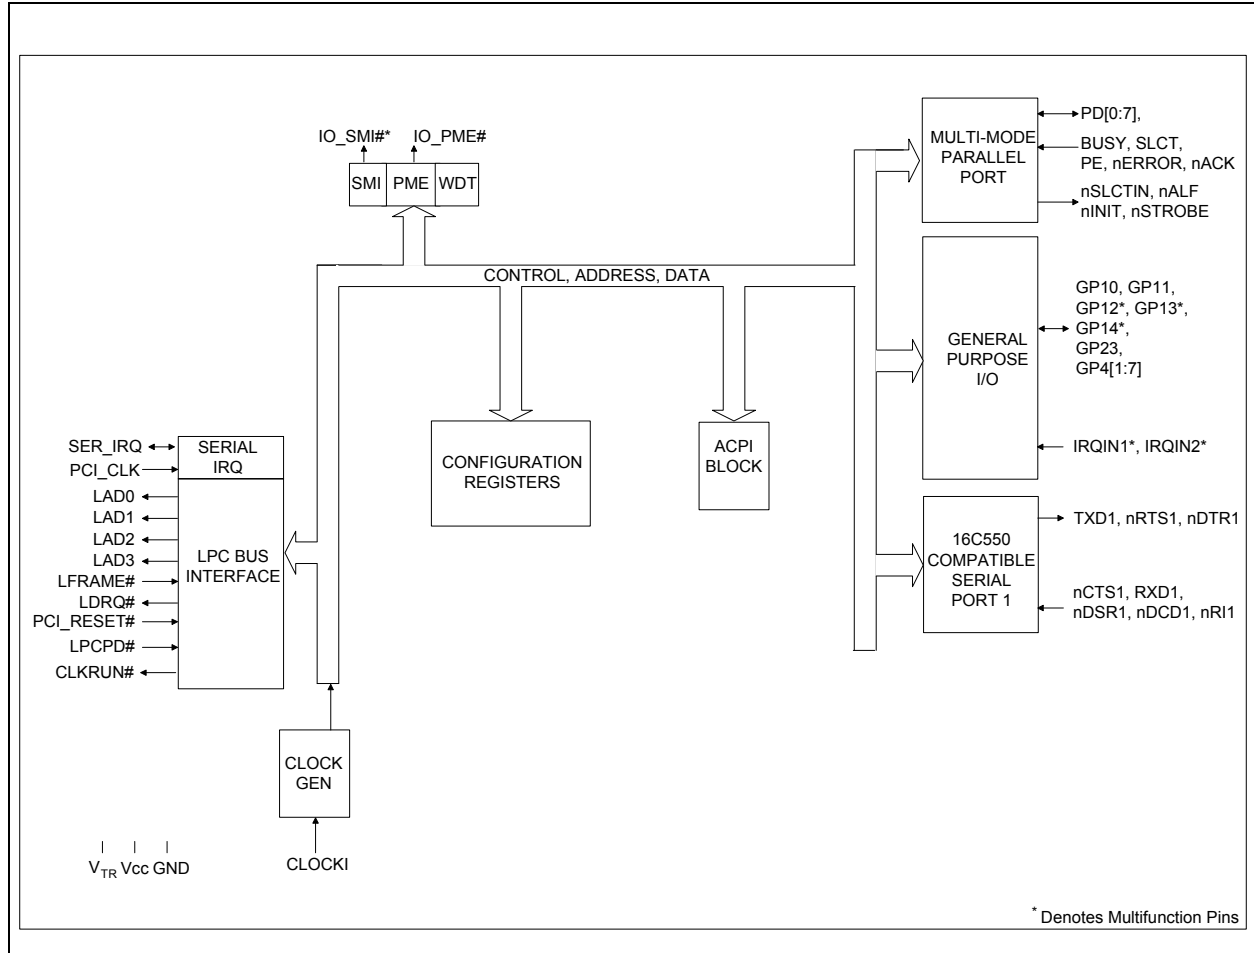 IO_SMI#*
IO_PME#
SMI
PME
WDT
CONTROL, ADDRESS, DATA
MULTI-MODE
PARALLEL
PORT
PD[0:7],
BUSY, SLCT,
PE, nERROR, nACK
nSLCTIN, nALF
nINIT, nSTROBE
GENERAL
PURPOSE
I/O
GP10, GP11,
GP12*, GP13*,
GP14*,
GP23,
GP4[1:7]
IRQIN1*, IRQIN2*
16C550
COMPATIBLE
SERIAL
PORT 1
TXD1, nRTS1, nDTR1
nCTS1, RXD1,
nDSR1, nDCD1, nRI1
CONFIGURATION
REGISTERS
ACPI
BLOCK
SER_IRQ
PCI_CLK
LAD0
LAD1
LAD2
LAD3
LFRAME#
LDRQ#
PCI_RESET#
LPCPD#
CLKRUN#
SERIAL
IRQ
LPC BUS
INTERFACE
CLOCK
GEN
CLOCKI
VTR Vcc GND
* Denotes Multifunction Pins